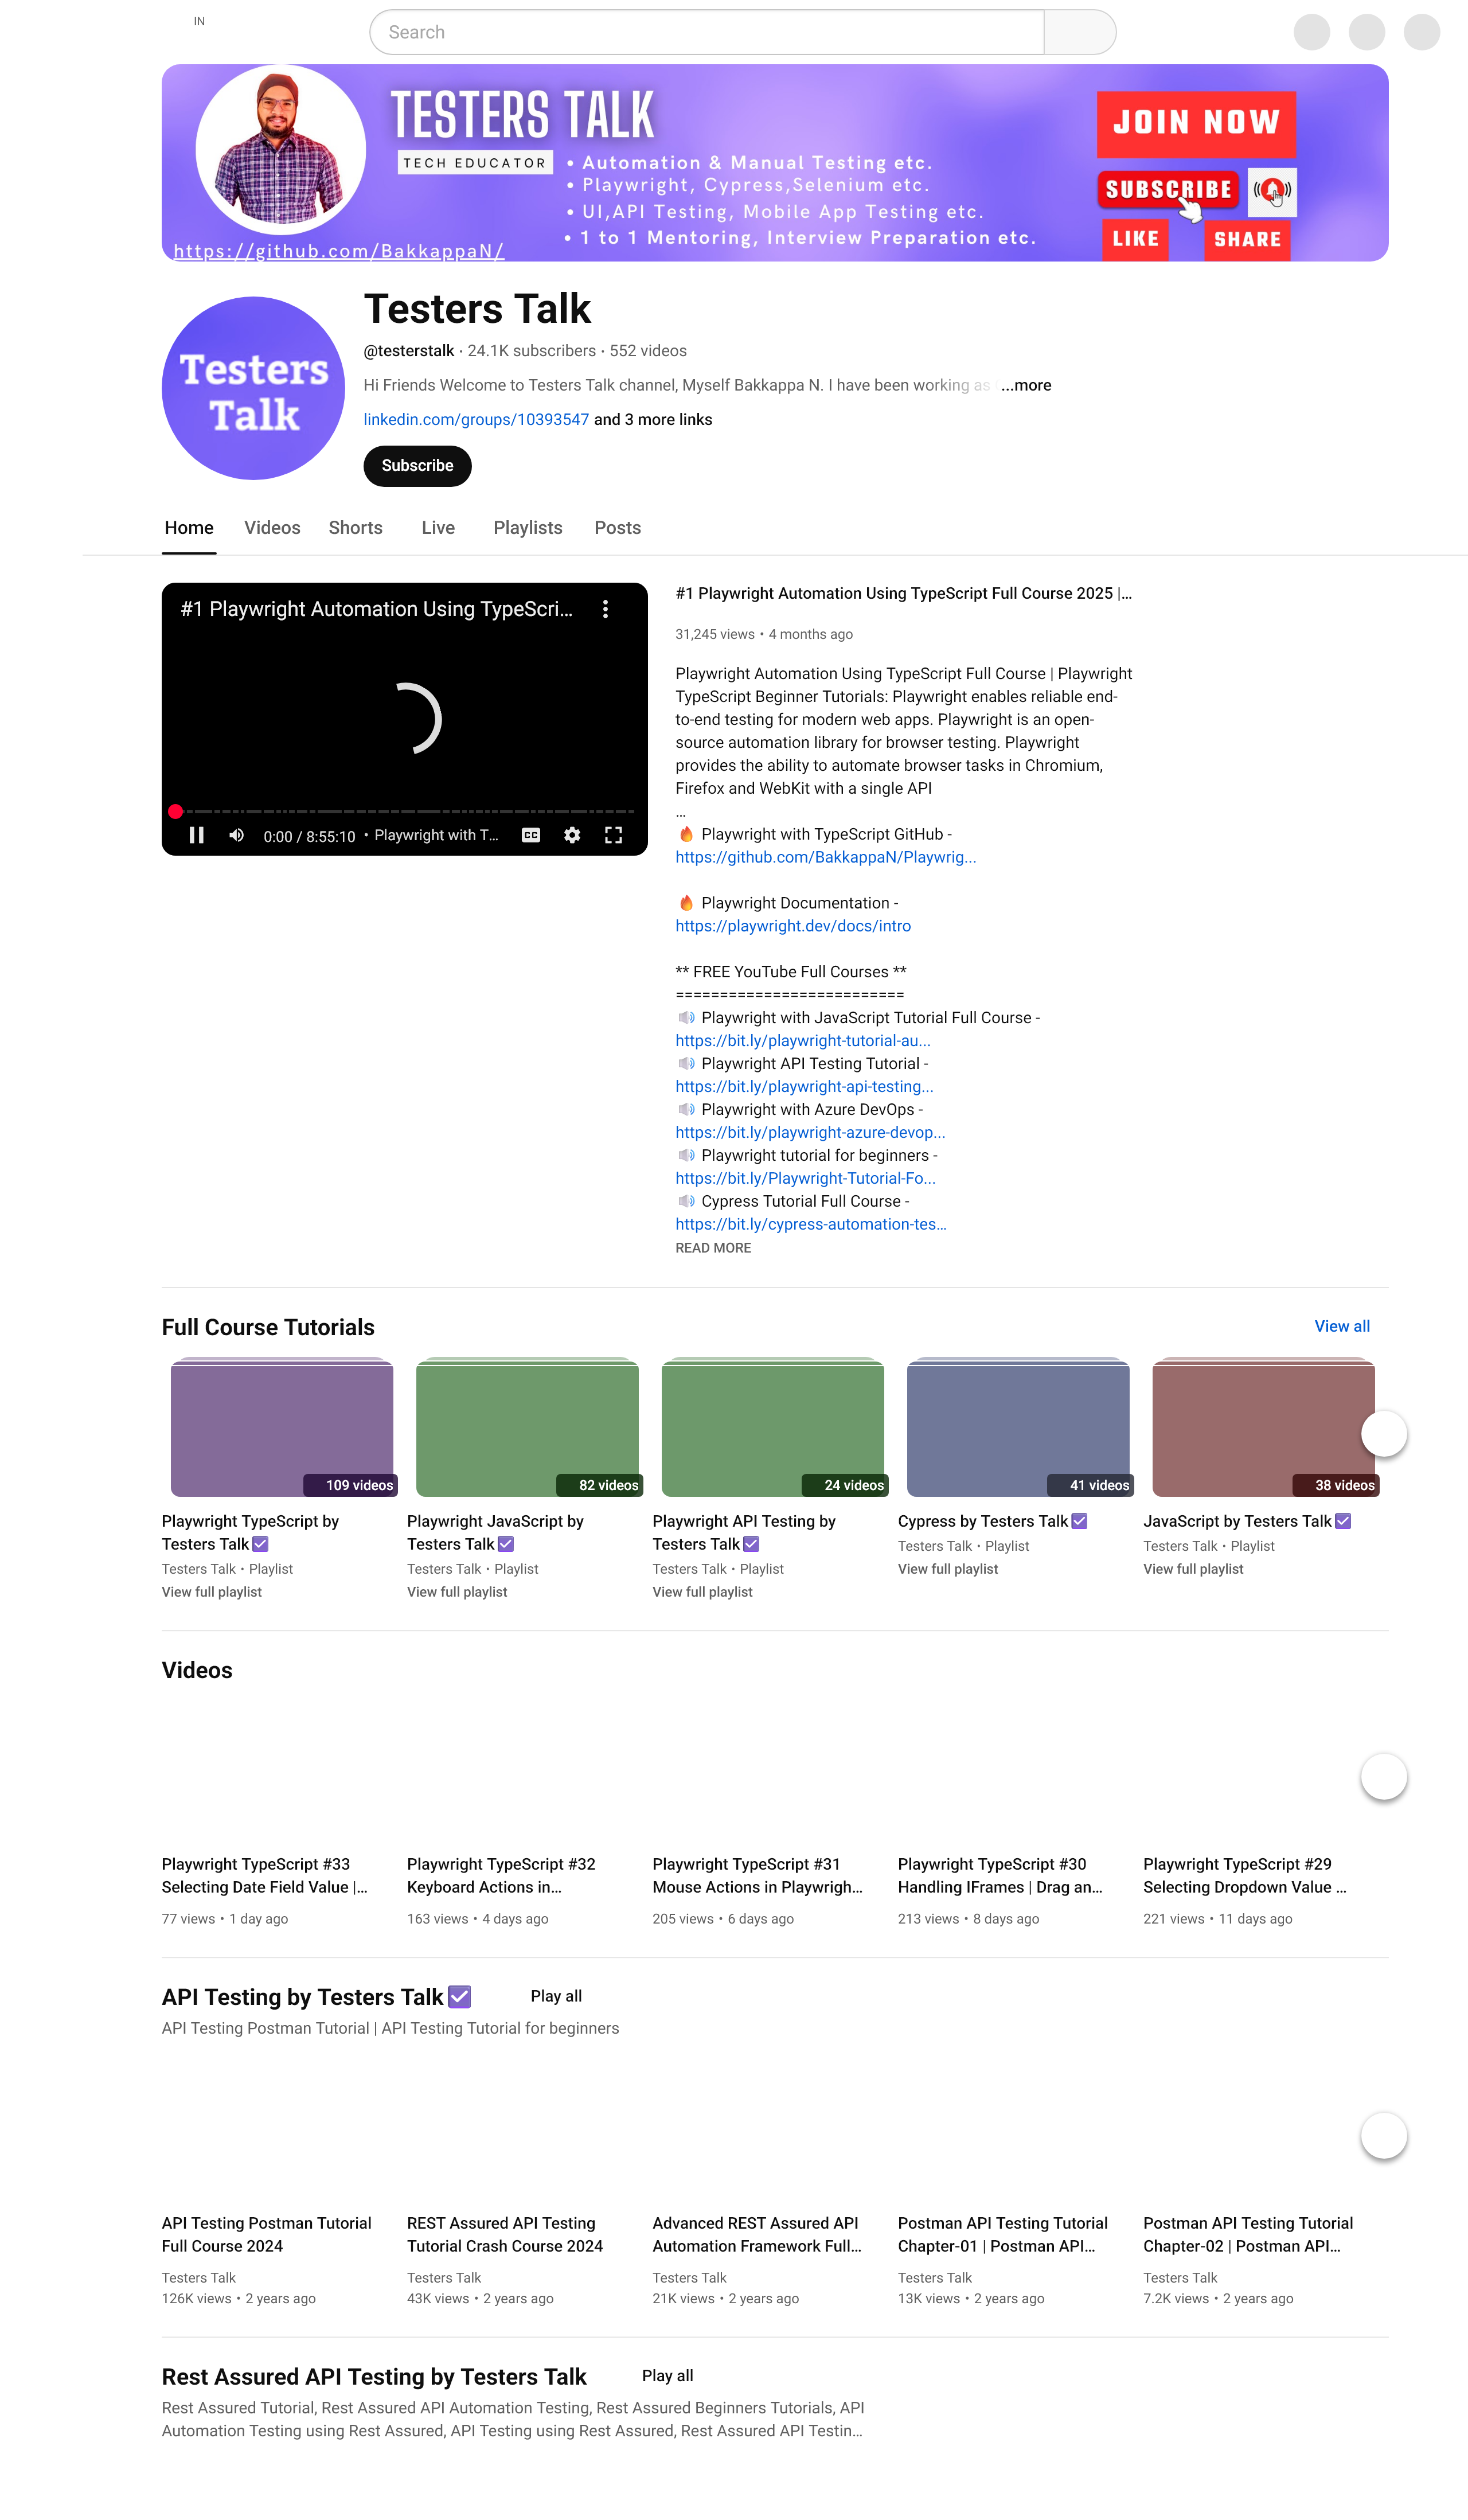 IN
Search
TESTERS TALK
TECH EDUCATOR
• Automation & Manual Testing etc.
• Playwright, Cypress,Selenium etc.
• UI,API Testing, Mobile App Testing etc.
• 1 to 1 Mentoring, Interview Preparation etc.
https://github.com/BakkappaN/
JOIN NOW
SUBSCRIBE
LIKE
SHARE
Testers
Talk
Testers Talk
@testerstalk • 24.1K subscribers • 552 videos
Hi Friends Welcome to Testers Talk channel, Myself Bakkappa N. I have been working as ...more
linkedin.com/groups/10393547 and 3 more links
Subscribe
Home
Videos
Shorts
Live
Playlists
Posts
#1 Playwright Automation Using TypeScri...
0:00 / 8:55:10 • Playwright with T...
CC
#1 Playwright Automation Using TypeScript Full Course 2025 |...
31,245 views • 4 months ago
Playwright Automation Using TypeScript Full Course | Playwright
TypeScript Beginner Tutorials: Playwright enables reliable end-
to-end testing for modern web apps. Playwright is an open-
source automation library for browser testing. Playwright
provides the ability to automate browser tasks in Chromium,
Firefox and WebKit with a single API
...
🔥 Playwright with TypeScript GitHub -
https://github.com/BakkappaN/Playwrig...
🔥 Playwright Documentation -
https://playwright.dev/docs/intro
** FREE YouTube Full Courses **
==========================
🔊 Playwright with JavaScript Tutorial Full Course -
https://bit.ly/playwright-tutorial-au...
🔊 Playwright API Testing Tutorial -
https://bit.ly/playwright-api-testing...
🔊 Playwright with Azure DevOps -
https://bit.ly/playwright-azure-devop...
🔊 Playwright tutorial for beginners -
https://bit.ly/Playwright-Tutorial-Fo...
🔊 Cypress Tutorial Full Course -
https://bit.ly/cypress-automation-tes...
READ MORE
Full Course Tutorials
View all
109 videos
82 videos
24 videos
41 videos
38 videos
Playwright TypeScript by
Testers Talk☑
Testers Talk • Playlist
View full playlist
Playwright JavaScript by
Testers Talk☑
Testers Talk • Playlist
View full playlist
Playwright API Testing by
Testers Talk☑
Testers Talk • Playlist
View full playlist
Cypress by Testers Talk☑
Testers Talk • Playlist
View full playlist
JavaScript by Testers Talk☑
Testers Talk • Playlist
View full playlist
Videos
Playwright TypeScript #33
Selecting Date Field Value |...
77 views • 1 day ago
Playwright TypeScript #32
Keyboard Actions in...
163 views • 4 days ago
Playwright TypeScript #31
Mouse Actions in Playwrigh...
205 views • 6 days ago
Playwright TypeScript #30
Handling IFrames | Drag an...
213 views • 8 days ago
Playwright TypeScript #29
Selecting Dropdown Value ...
221 views • 11 days ago
API Testing by Testers Talk☑
Play all
API Testing Postman Tutorial | API Testing Tutorial for beginners
API Testing Postman Tutorial
Full Course 2024
Testers Talk
126K views • 2 years ago
REST Assured API Testing
Tutorial Crash Course 2024
Testers Talk
43K views • 2 years ago
Advanced REST Assured API
Automation Framework Full...
Testers Talk
21K views • 2 years ago
Postman API Testing Tutorial
Chapter-01 | Postman API...
Testers Talk
13K views • 2 years ago
Postman API Testing Tutorial
Chapter-02 | Postman API...
Testers Talk
7.2K views • 2 years ago
Rest Assured API Testing by Testers Talk
Play all
Rest Assured Tutorial, Rest Assured API Automation Testing, Rest Assured Beginners Tutorials, API
Automation Testing using Rest Assured, API Testing using Rest Assured, Rest Assured API Testin...